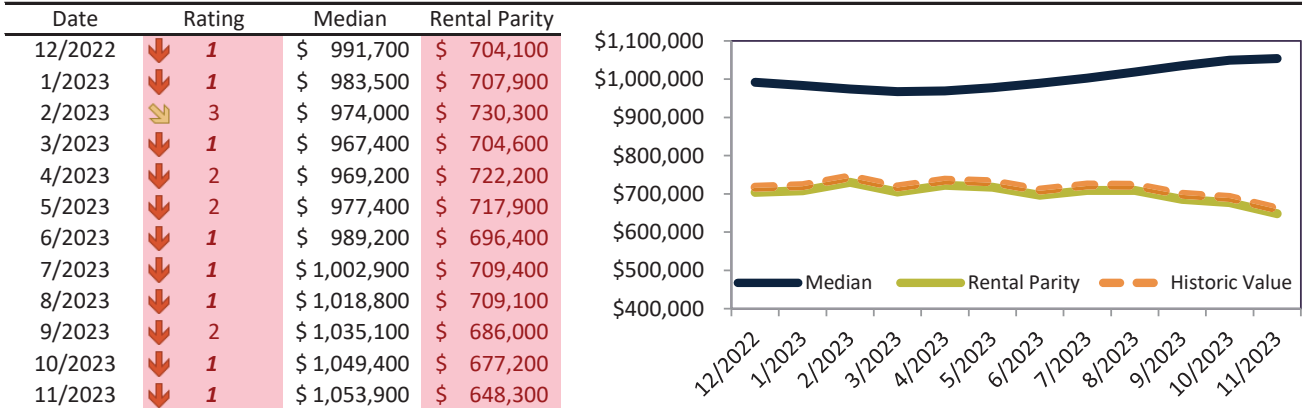 Date Rating Median Rental Parity
12/2022 1 $ 991,700 $ 704,100
1/2023 1 $ 983,500 $ 707,900
2/2023 3 $ 974,000 $ 730,300
3/2023 1 $ 967,400 $ 704,600
4/2023 2 $ 969,200 $ 722,200
5/2023 2 $ 977,400 $ 717,900
6/2023 1 $ 989,200 $ 696,400
7/2023 1 $ 1,002,900 $ 709,400
8/2023 1 $ 1,018,800 $ 709,100
9/2023 2 $ 1,035,100 $ 686,000
10/2023 1 $ 1,049,400 $ 677,200
11/2023 1 $ 1,053,900 $ 648,300
$1,100,000
$1,000,000
$900,000
$800,000
$700,000
$600,000
$500,000
$400,000
Median Rental Parity Historic Value
12/2022 1/2023 2/2023 3/2023 4/2023 5/2023 6/2023 7/2023 8/2023 9/2023 10/2023 11/2023